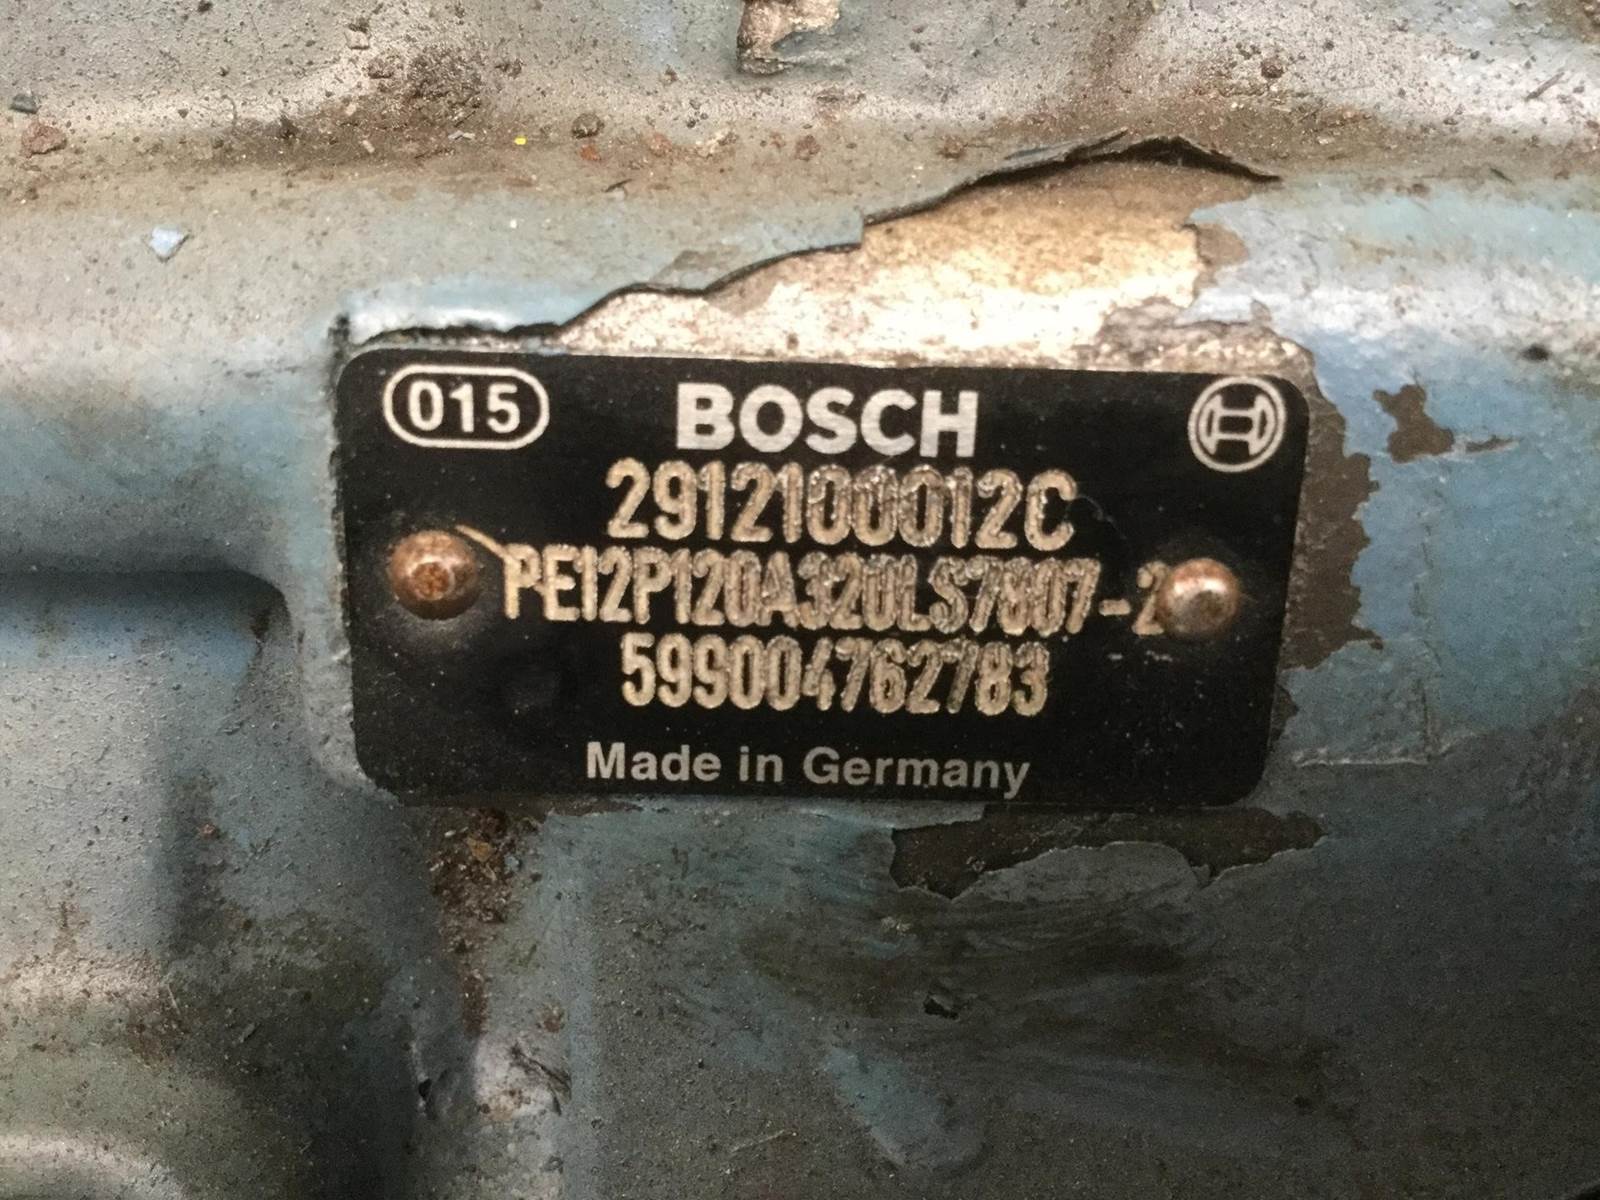 015
BOSCH
2912100012C
PE12P120A320LS7807-2
599004762783
Made in Germany